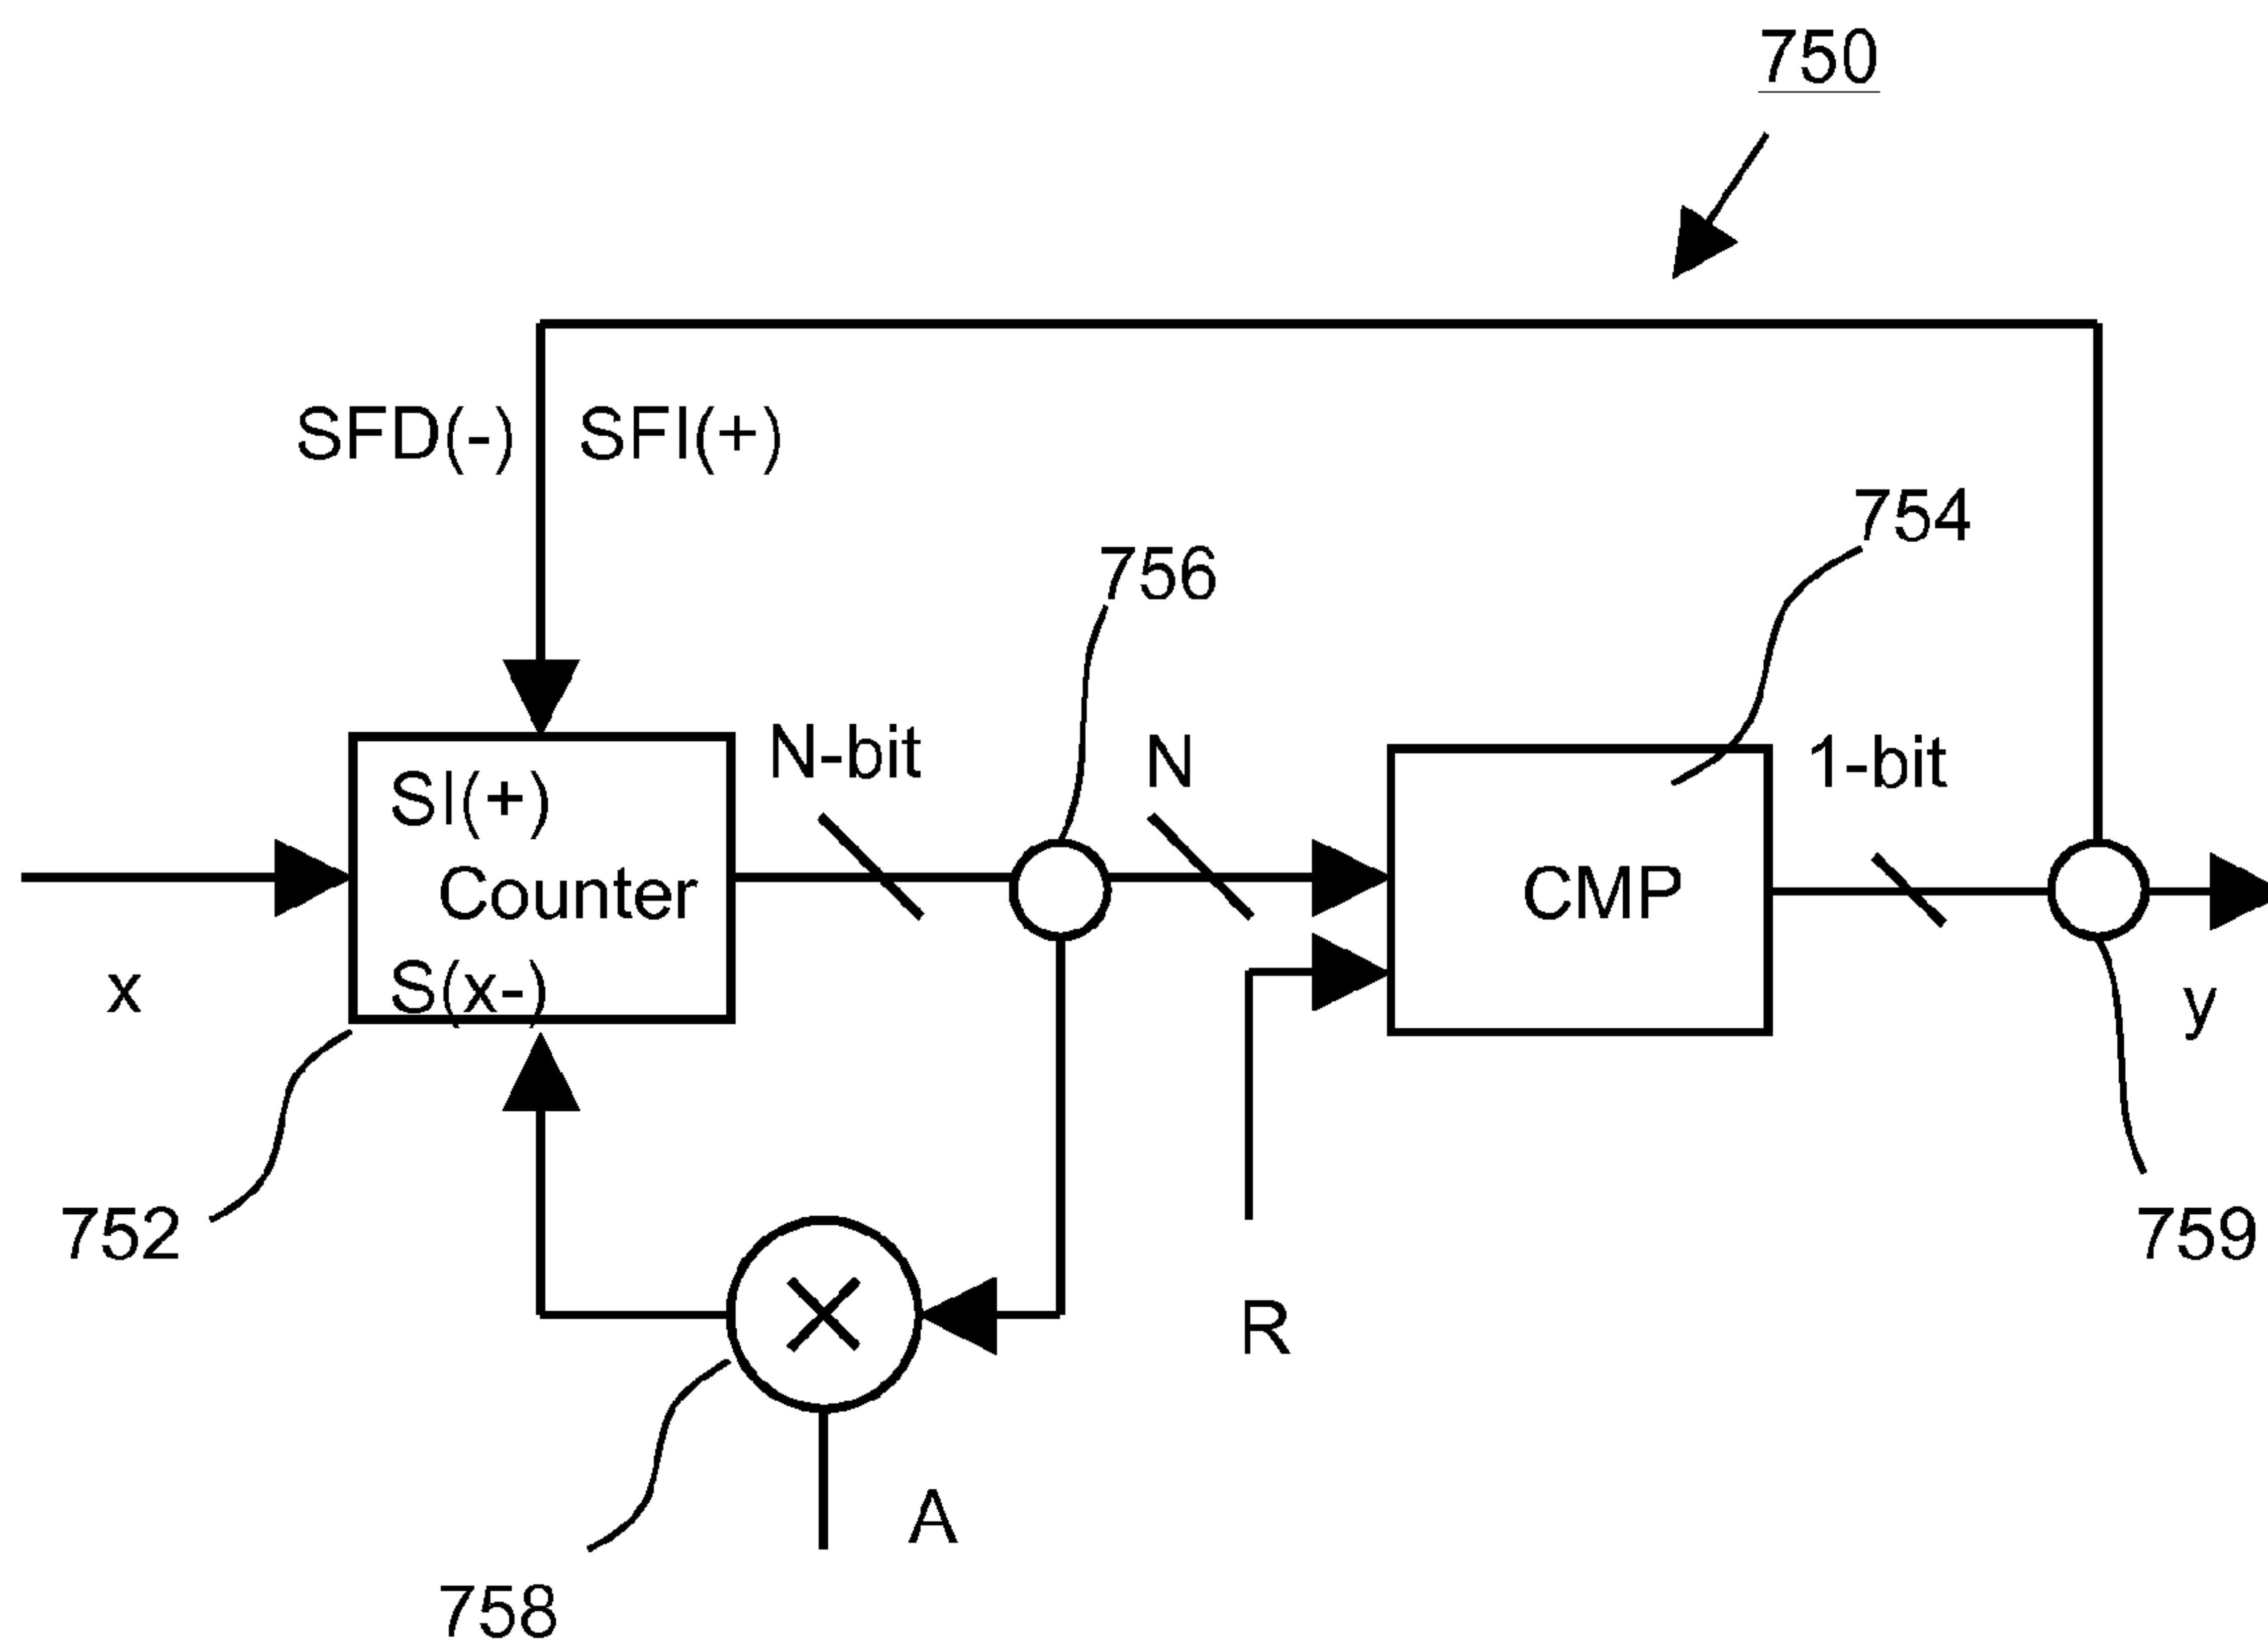 750
SFD(-) SFI(+)
754
756
N-bit
N
1-bit
SI(+)
Counter
S(x-)
CMP
x
y
752
759
R
A
758